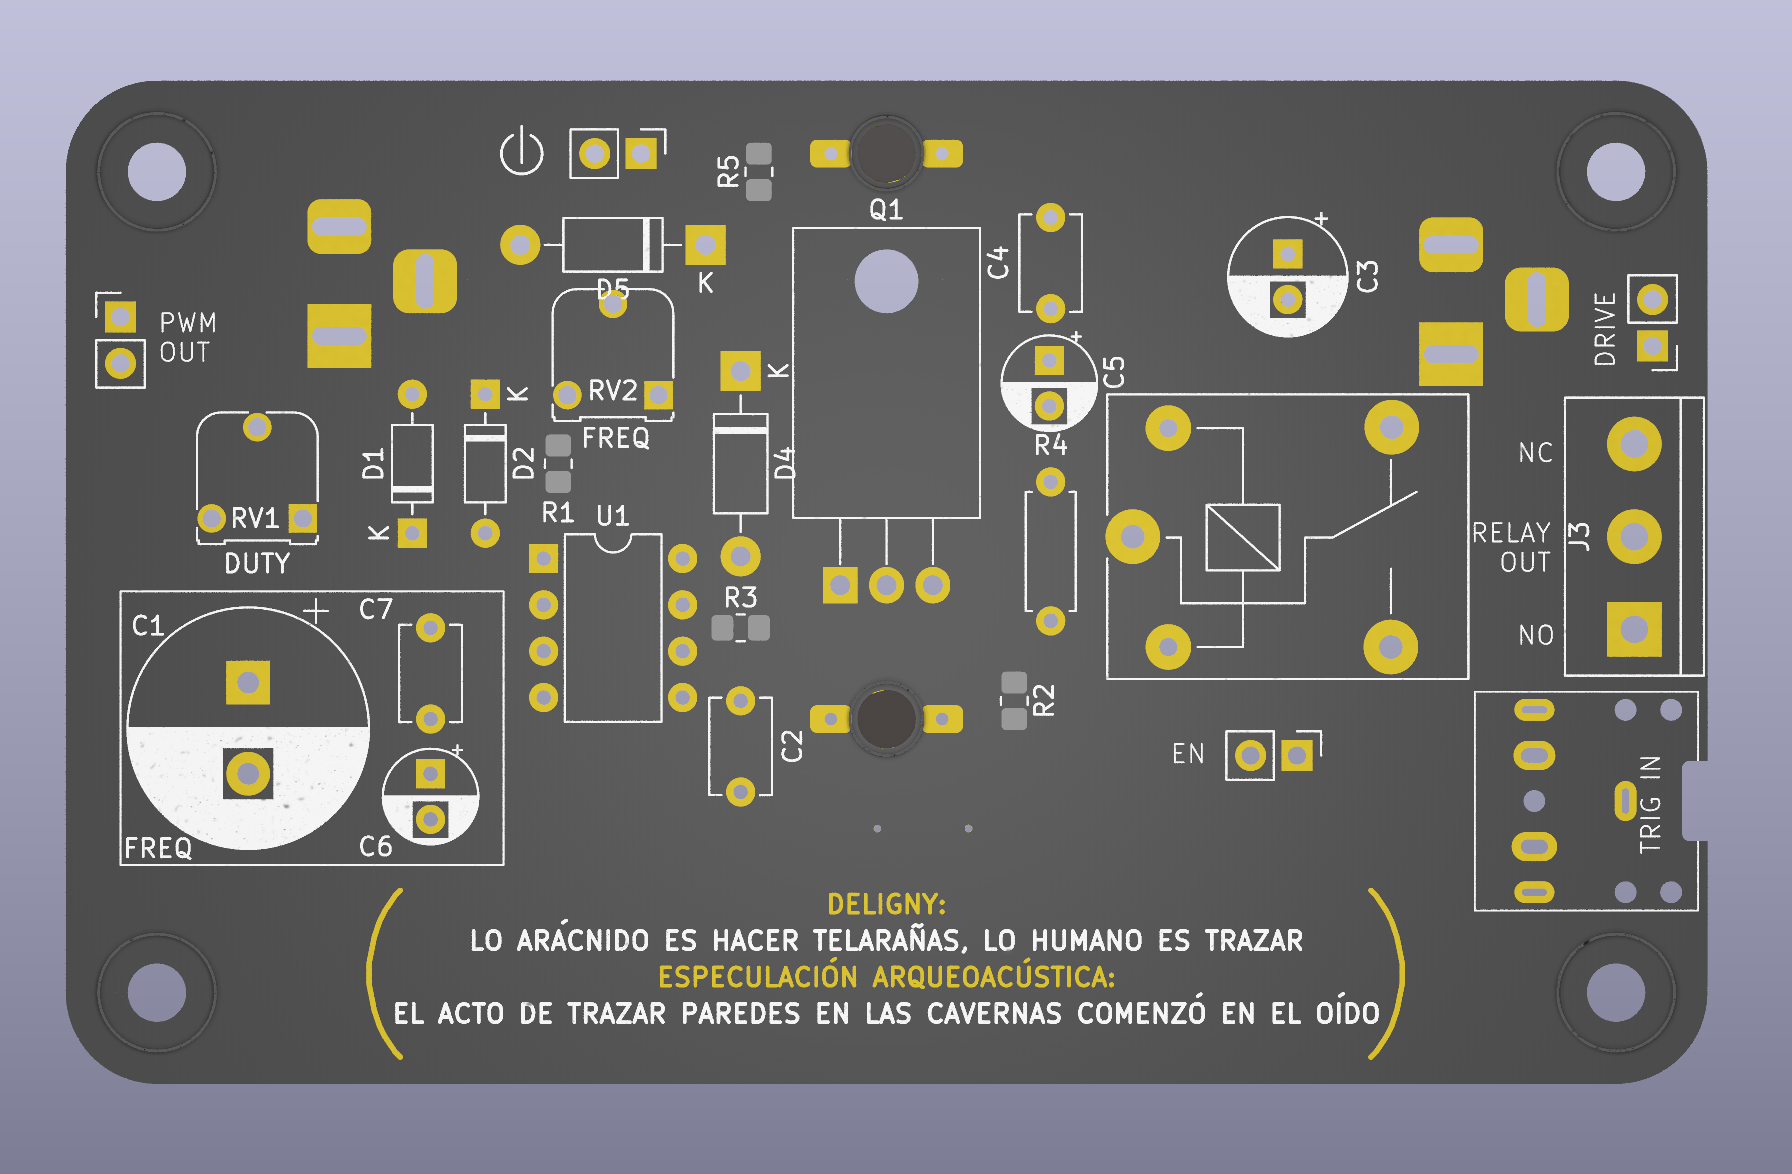 R5
Q1
C4
C3
D5
K
PWM
OUT
DRIVE
K
C5
K
RV2
FREQ
R4
D1
D2
D4
NC
R1
U1
RV1
K
DUTY
RELAY
OUT
J3
R3
C1
C7
NO
R2
C2
EN
TRIG IN
FREQ
C6
DELIGNY:
LO ARÁCNIDO ES HACER TELARAÑAS, LO HUMANO ES TRAZAR
ESPECULACIÓN ARQUEOACÚSTICA:
EL ACTO DE TRAZAR PAREDES EN LAS CAVERNAS COMENZÓ EN EL OÍDO